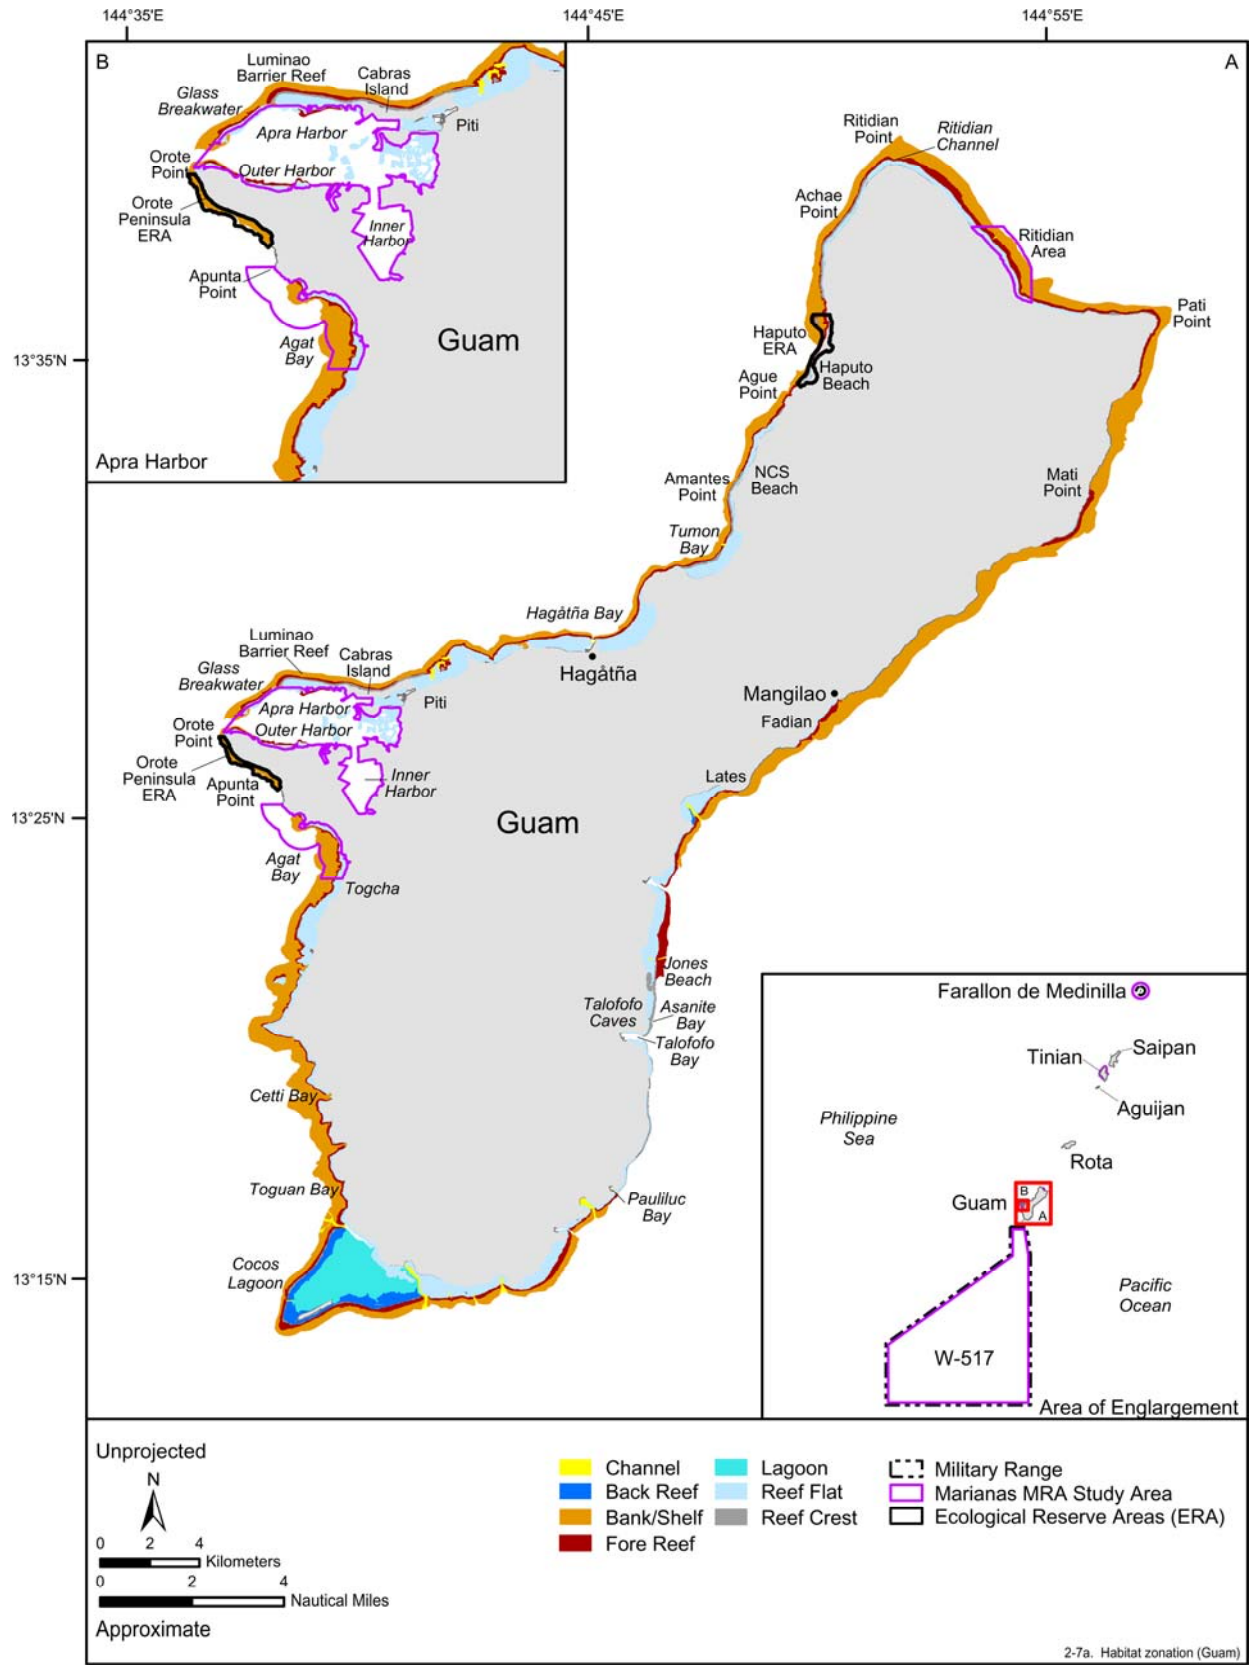 144°35'E
144°45'E
144°55'E
B
Luminao
Barrier Reef
Cabras
Island
Glass
Breakwater
Piti
Apra Harbor
Orote
Point
Outer Harbor
Orote
Peninsula
ERA
Inner
Harbor
Apunta
Point
Agat
Bay
Guam
Apra Harbor
A
Ritidian
Point
Ritidian
Channel
Achae
Point
Ritidian
Area
Pati
Point
Haputo
ERA
Haputo
Beach
Ague
Point
13°35'N
Amantes
Point
NCS
Beach
Mati
Point
Tumon
Bay
Hagåtña Bay
Hagåtña
Luminao
Barrier Reef
Cabras
Island
Glass
Breakwater
Piti
Apra Harbor
Orote
Point
Outer Harbor
Orote
Peninsula
ERA
Apunta
Point
Inner
Harbor
Mangilao
Fadian
Lates
13°25'N
Guam
Agat
Bay
Togcha
Jones
Beach
Talofofo
Caves
Asanite
Bay
Talofofo
Bay
Cetti Bay
Toguan Bay
Pauliluc
Bay
Cocos
Lagoon
13°15'N
Farallon de Medinilla
Tinian
Saipan
Aguijan
Philippine
Sea
Rota
Guam
B
A
Pacific
Ocean
W-517
Area of Englargement
Unprojected
N
0 2 4
Kilometers
0 2 4
Nautical Miles
Approximate
Channel
Back Reef
Bank/Shelf
Fore Reef
Lagoon
Reef Flat
Reef Crest
Military Range
Marianas MRA Study Area
Ecological Reserve Areas (ERA)
2-7a. Habitat zonation (Guam)